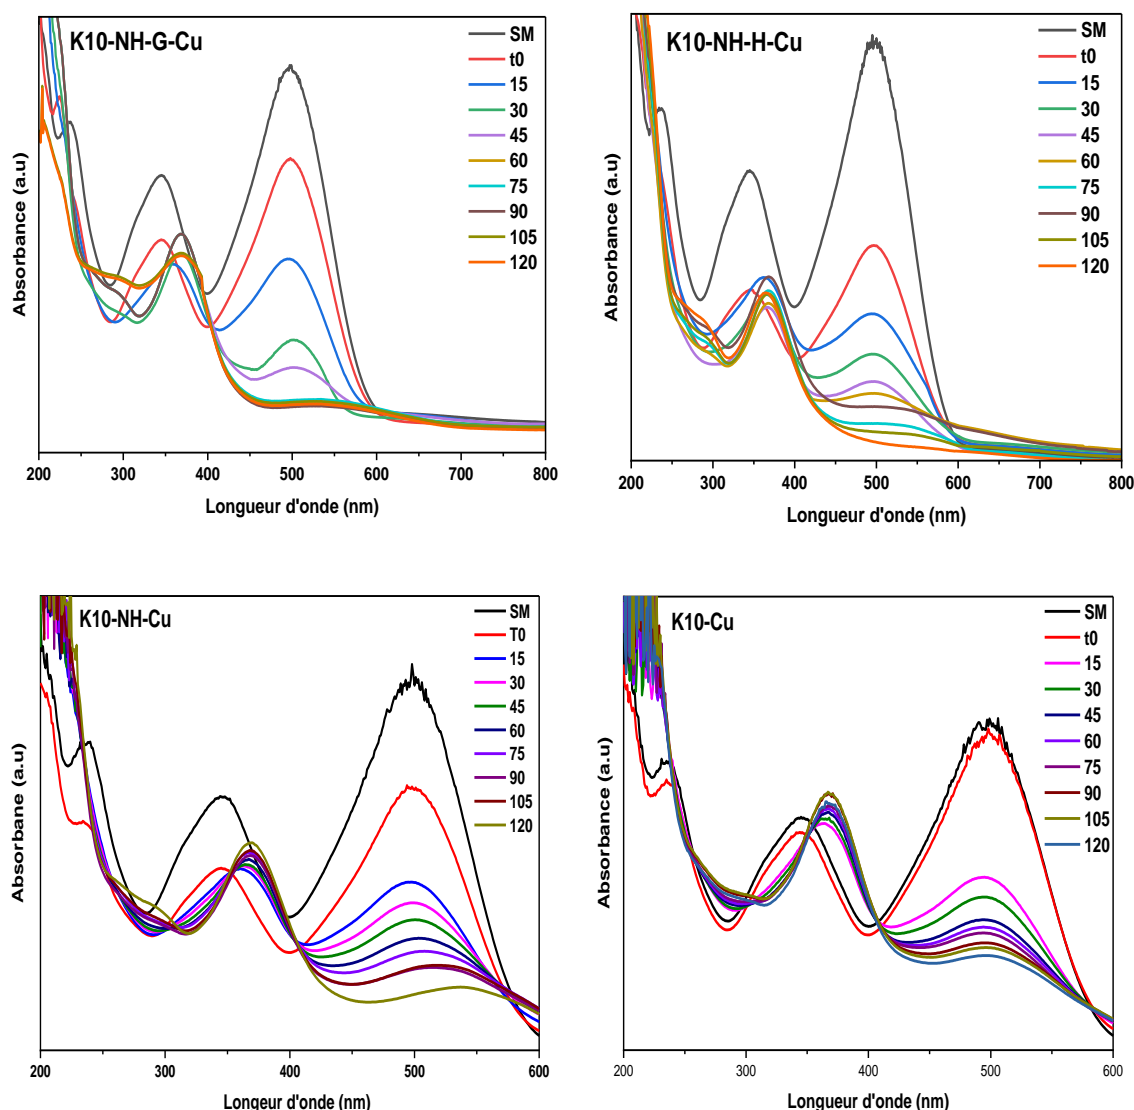 K10-NH-G-Cu
SM
t0
15
30
45
60
75
90
105
120
Absorbance (a.u)
200 300 400 500 600 700 800
Longueur d'onde (nm)
K10-NH-H-Cu
SM
t0
15
30
45
60
75
90
105
120
Absorbance (a.u)
200 300 400 500 600 700 800
Longueur d'onde (nm)
K10-NH-Cu
SM
T0
15
30
45
60
75
90
105
120
Absorbane (a.u)
200 300 400 500 600
Longeur d'onde (nm)
K10-Cu
SM
t0
15
30
45
60
75
90
105
120
Absorbance (a.u)
200 300 400 500 600
Longueur d'onde (nm)